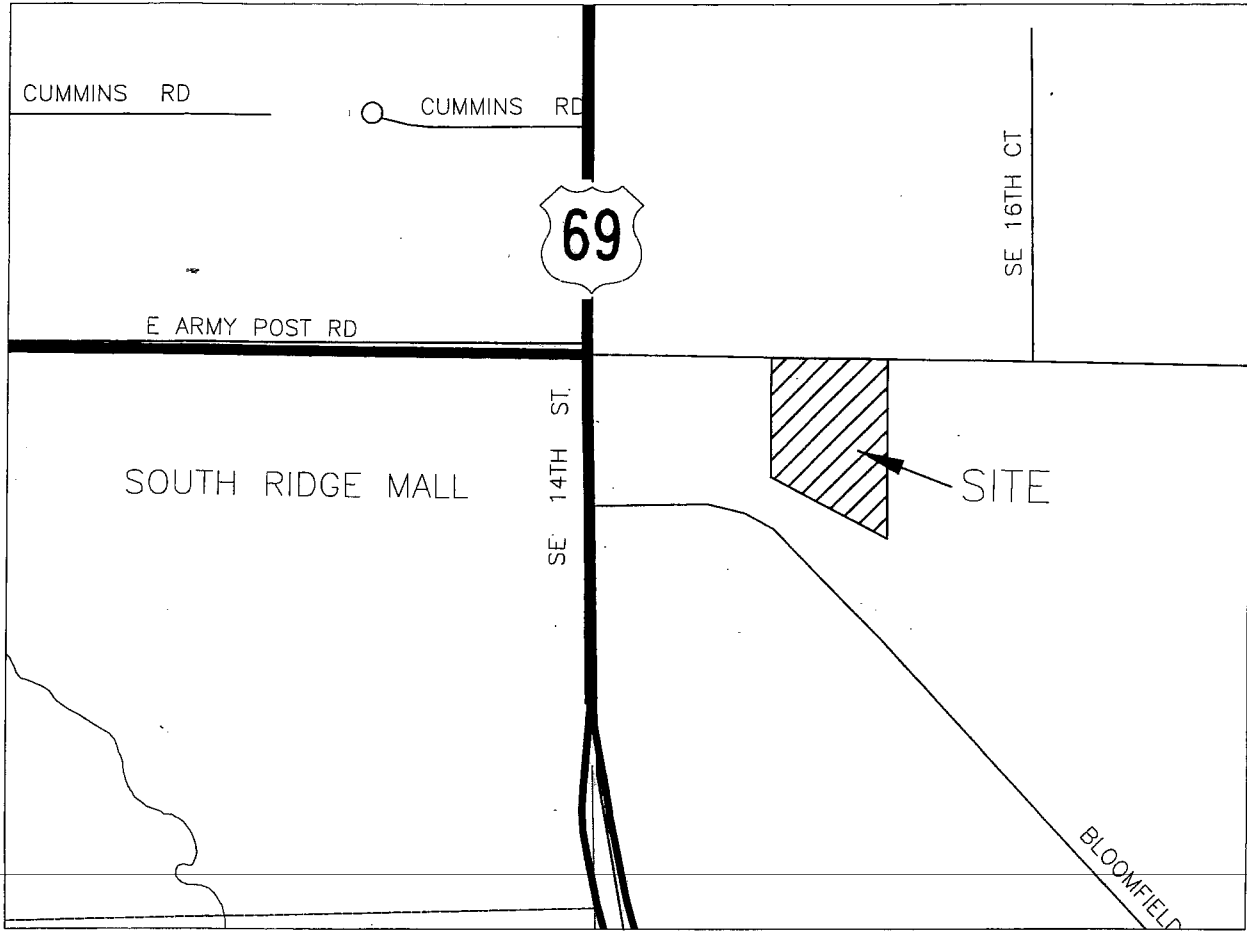 CUMMINS RD
CUMMINS RD
SE 16TH CT
69
E ARMY POST RD
SE 14TH ST.
SOUTH RIDGE MALL
SITE
BLOOMFIELD